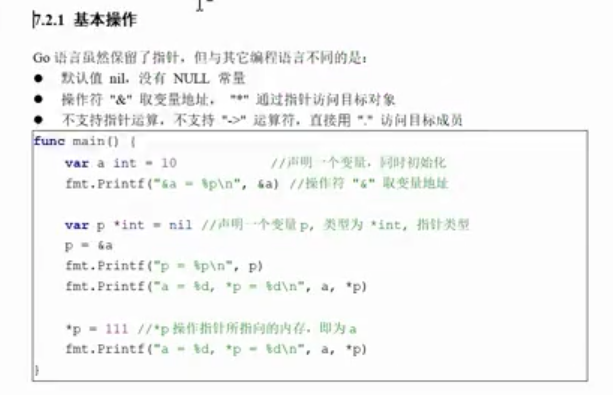 7.2.1 基本操作
Go 语言虽然保留了指针，但与其它编程语言不同的是：
● 默认值 nil，没有 NULL 常量
● 操作符 "&" 取变量地址， "*" 通过指针访问目标对象
● 不支持指针运算，不支持 "->" 运算符，直接用 "." 访问目标成员
func main() {
    var a int = 10 //声明一个变量，同时初始化
    fmt.Printf("&a = %p\n", &a) //操作符 "&" 取变量地址
    var p *int = nil //声明一个变量 p, 类型为 *int, 指针类型
    p = &a
    fmt.Printf("p = %p\n", p)
    fmt.Printf("a = %d, *p = %d\n", a, *p)
    *p = 111 //*p 操作指针所指向的内存，即为 a
    fmt.Printf("a = %d, *p = %d\n", a, *p)
}